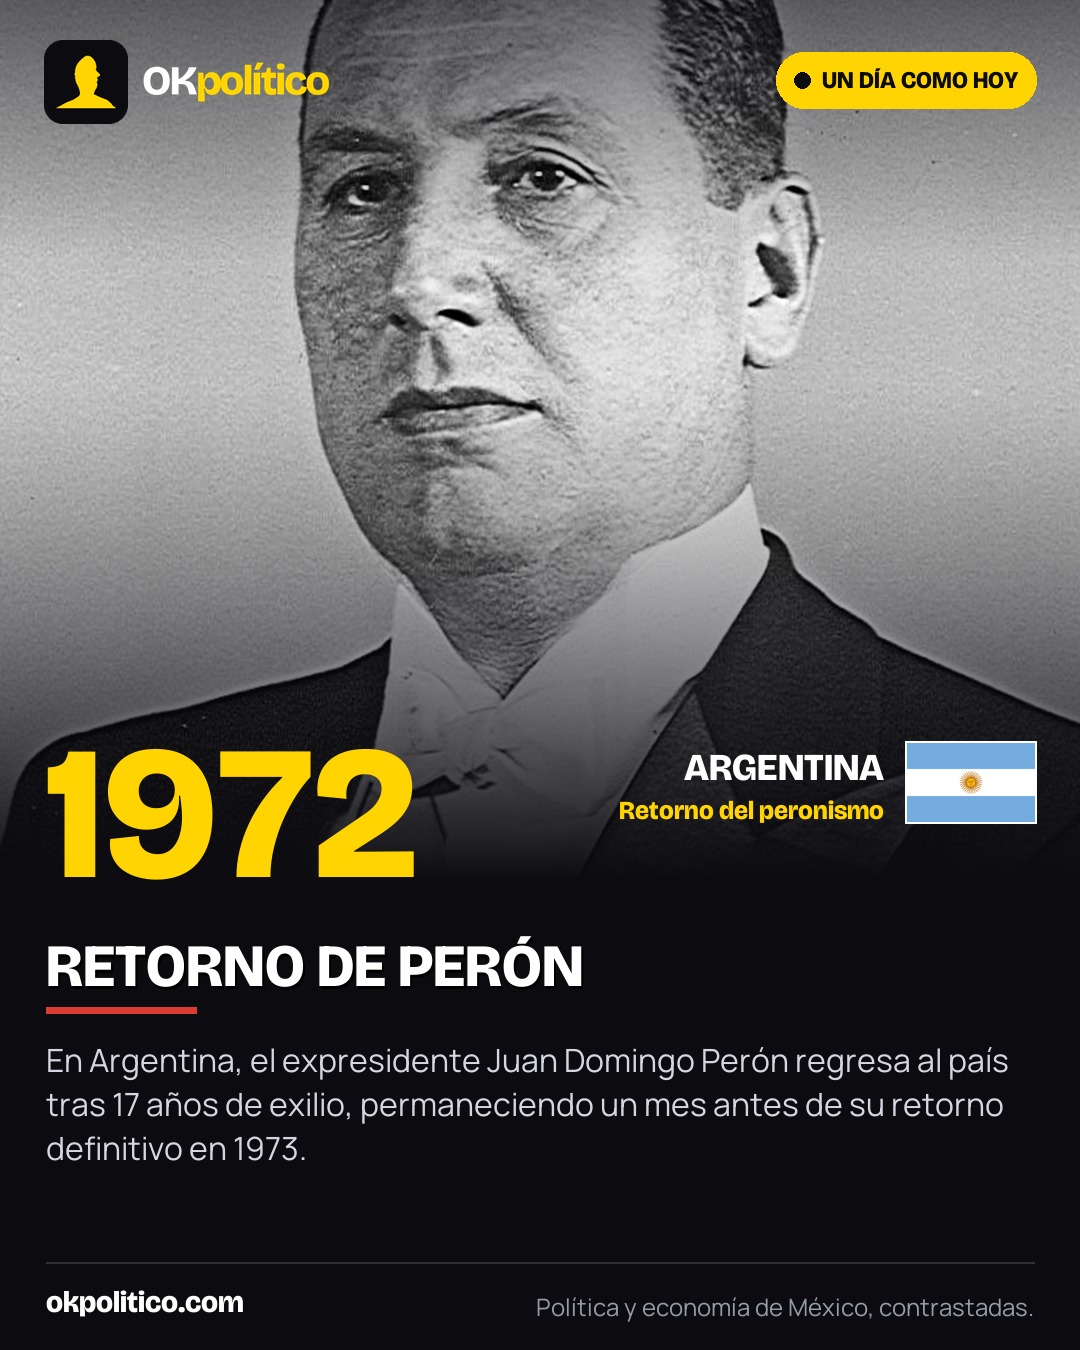 OKpolítico
UN DÍA COMO HOY
1972
ARGENTINA
Retorno del peronismo
RETORNO DE PERÓN
En Argentina, el expresidente Juan Domingo Perón regresa al país
tras 17 años de exilio, permaneciendo un mes antes de su retorno
definitivo en 1973.
okpolitico.com
Política y economía de México, contrastadas.